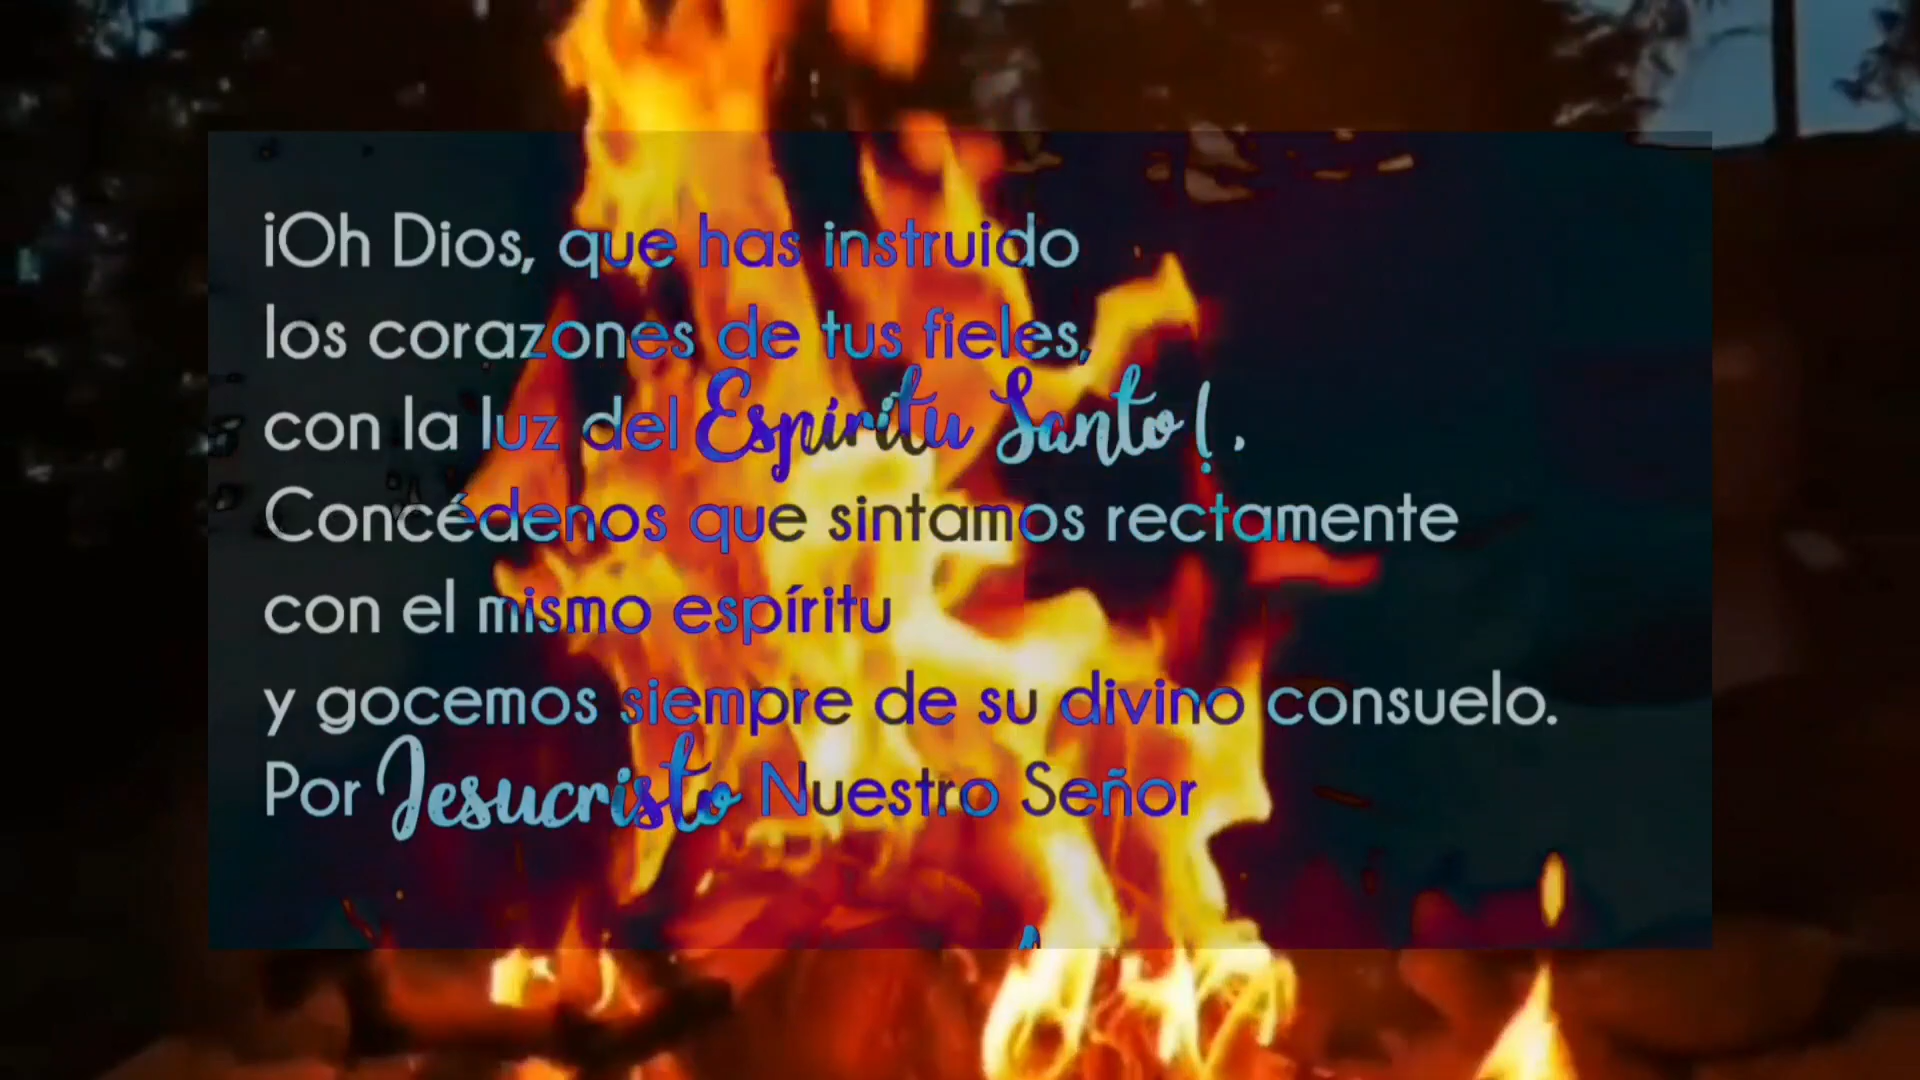 ¡Oh Dios, que has instruido
los corazones de tus fieles,
con la luz del Espíritu Santo!.
Concédenos que sintamos rectamente
con el mismo espíritu
y gocemos siempre de su divino consuelo.
Por Jesucristo Nuestro Señor